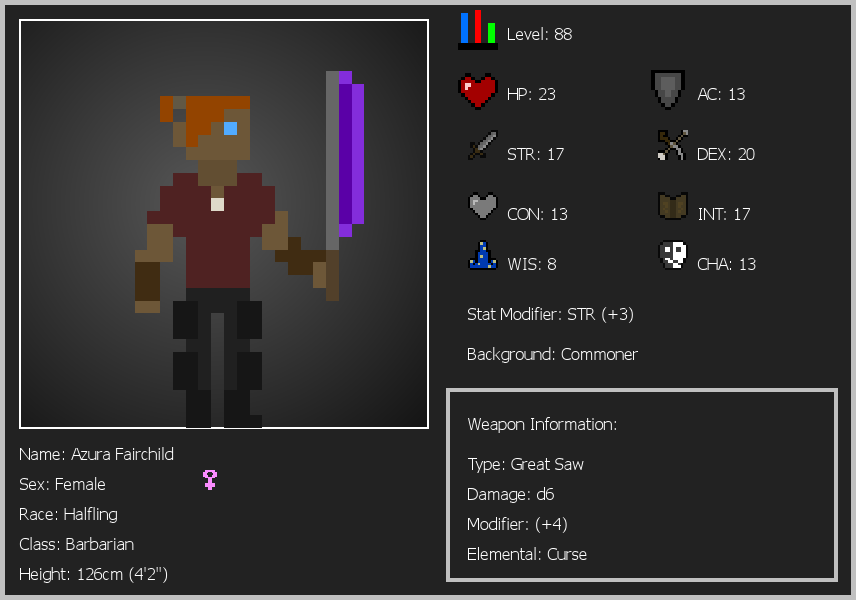 Level: 88
HP: 23
AC: 13
STR: 17
DEX: 20
CON: 13
INT: 17
WIS: 8
CHA: 13
Stat Modifier: STR (+3)
Background: Commoner
Name: Azura Fairchild
Sex: Female
Race: Halfling
Class: Barbarian
Height: 126cm (4'2")
Weapon Information:
Type: Great Saw
Damage: d6
Modifier: (+4)
Elemental: Curse